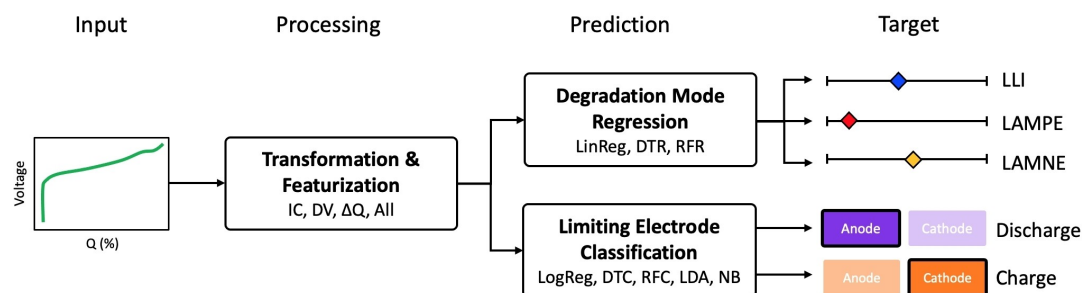 Input
Processing
Prediction
Target
Voltage
Q (%)
Transformation &
Featurization
IC, DV, ΔQ, All
Degradation Mode
Regression
LinReg, DTR, RFR
LLI
LAMPE
LAMNE
Limiting Electrode
Classification
LogReg, DTC, RFC, LDA, NB
Anode Cathode Discharge
Anode Cathode Charge